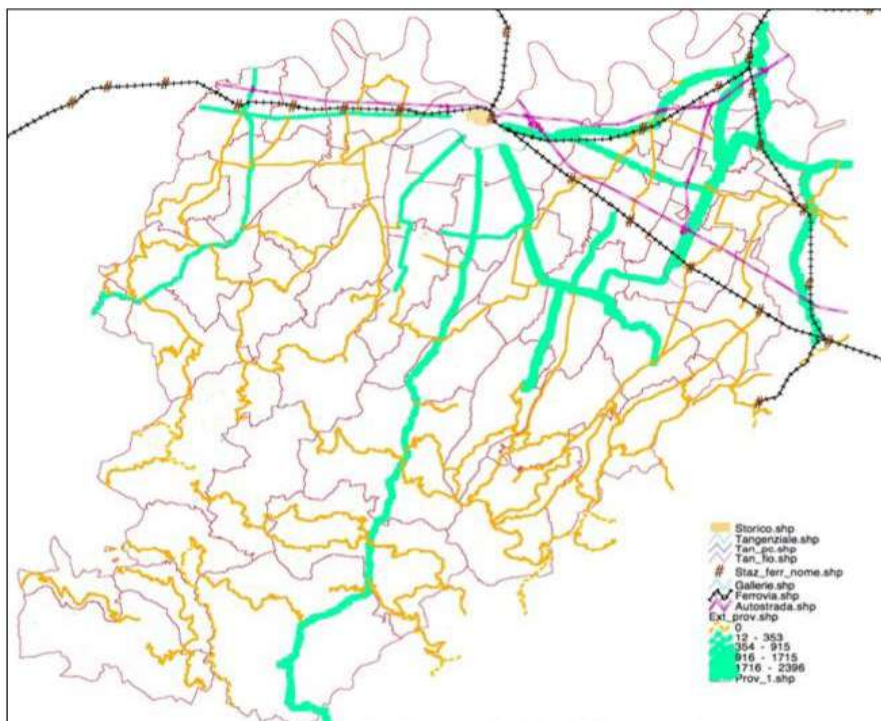 Storico.shp
Tangenziale.shp
Tan_pc.shp
Tan_fio.shp
Staz_ferr_nome.shp
Gallerie.shp
Ferrovia.shp
Autostrada.shp
Ext_prov.shp
0
12 - 353
354 - 915
916 - 1715
1716 - 2396
Prov_1.shp